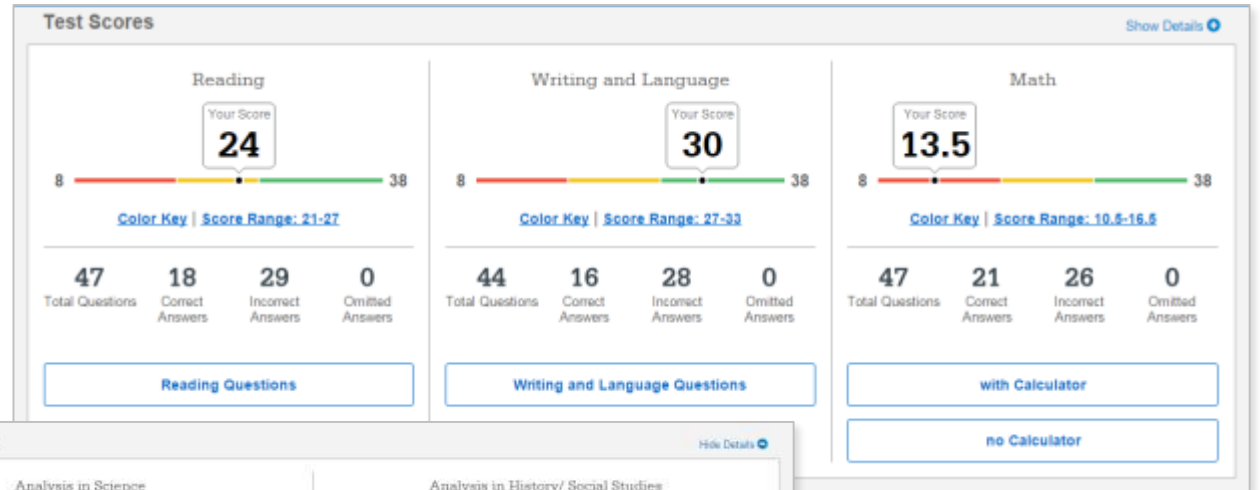 Test Scores
Show Details
Reading
Your Score
24
8
38
Color Key | Score Range: 21-27
47
18
29
0
Total Questions
Correct Answers
Incorrect Answers
Omitted Answers
Reading Questions
Writing and Language
Your Score
30
8
38
Color Key | Score Range: 27-33
44
16
28
0
Total Questions
Correct Answers
Incorrect Answers
Omitted Answers
Writing and Language Questions
Math
Your Score
13.5
8
38
Color Key | Score Range: 10.5-16.5
47
21
26
0
Total Questions
Correct Answers
Incorrect Answers
Omitted Answers
with Calculator
no Calculator
Hide Details
Analysis in Science
Analysis in History/ Social Studies